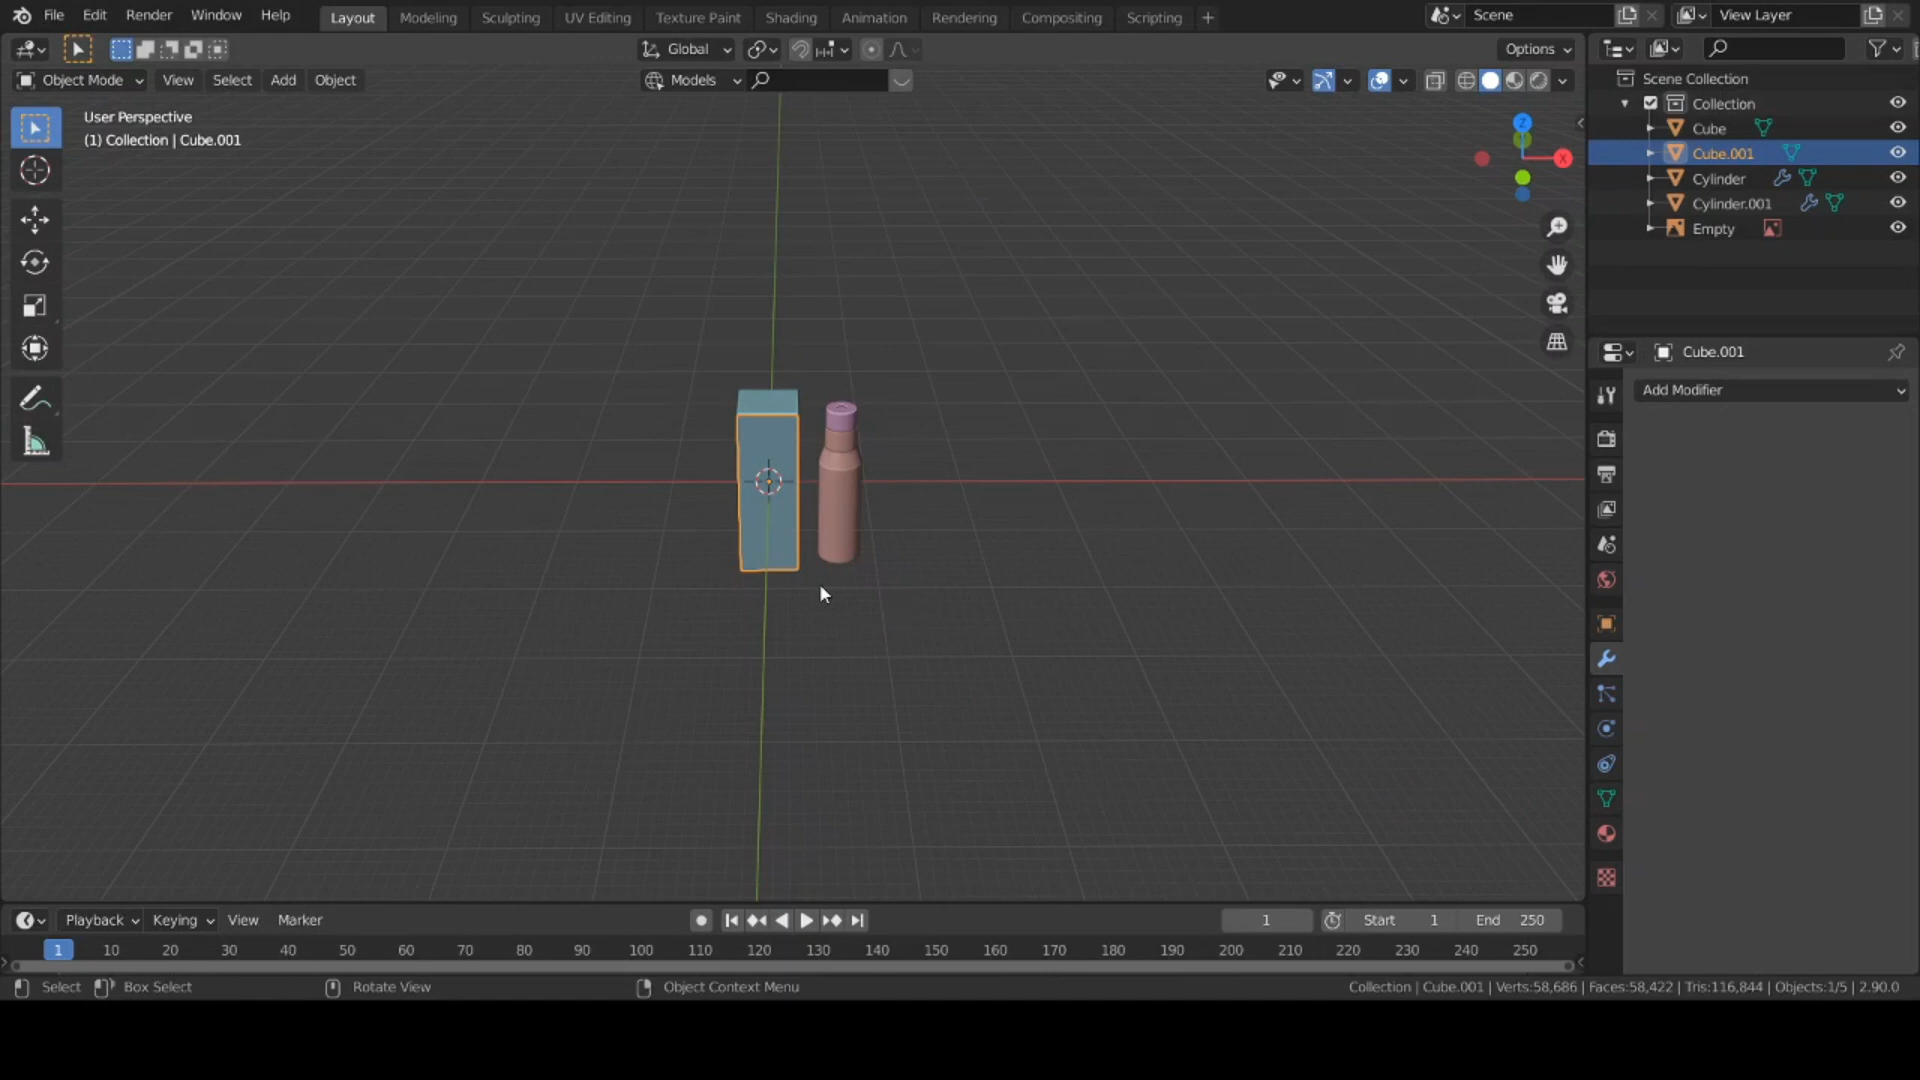 File Edit Render Window Help Layout Modeling Sculpting UV Editing Texture Paint Shading Animation Rendering Compositing Scripting + Scene View Layer
Global Options
Object Mode View Select Add Object Models
User Perspective
(1) Collection | Cube.001
Z
X
Scene Collection
Collection
Cube
Cube.001
Cylinder
Cylinder.001
Empty
Cube.001
Add Modifier
Playback Keying View Marker 1 Start 1 End 250
1 10 20 30 40 50 60 70 80 90 100 110 120 130 140 150 160 170 180 190 200 210 220 230 240 250
Select Box Select Rotate View Object Context Menu Collection | Cube.001 | Verts:58,686 | Faces:58,422 | Tris:116,844 | Objects:1/5 | 2.90.0